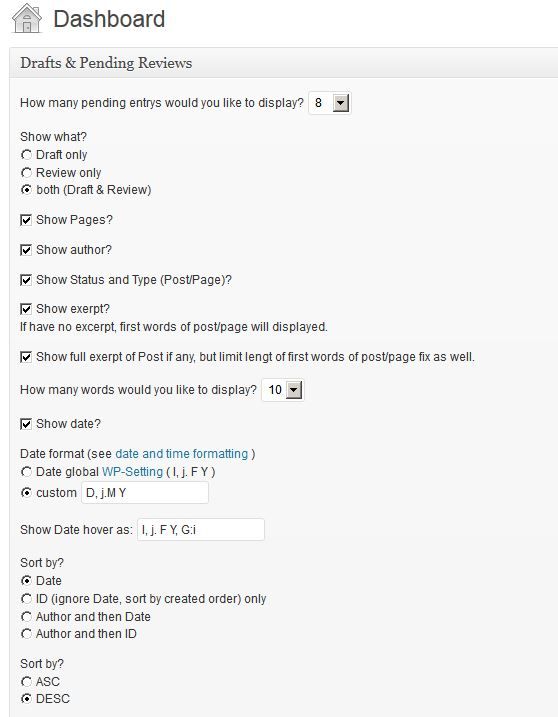 Dashboard
Drafts & Pending Reviews
How many pending entrys would you like to display? 8
Show what?
Draft only
Review only
both (Draft & Review)
Show Pages?
Show author?
Show Status and Type (Post/Page)?
Show exerpt?
If have no excerpt, first words of post/page will displayed.
Show full exerpt of Post if any, but limit lengt of first words of post/page fix as well.
How many words would you like to display? 10
Show date?
Date format (see date and time formatting )
Date global WP-Setting ( l, j. F Y )
custom D, j.M Y
Show Date hover as: l, j. F Y, G:i
Sort by?
Date
ID (ignore Date, sort by created order) only
Author and then Date
Author and then ID
Sort by?
ASC
DESC